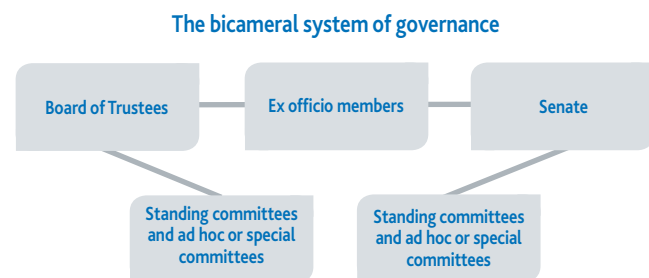 The bicameral system of governance
Board of Trustees
Ex officio members
Senate
Standing committees
and ad hoc or special
committees
Standing committees
and ad hoc or special
committees